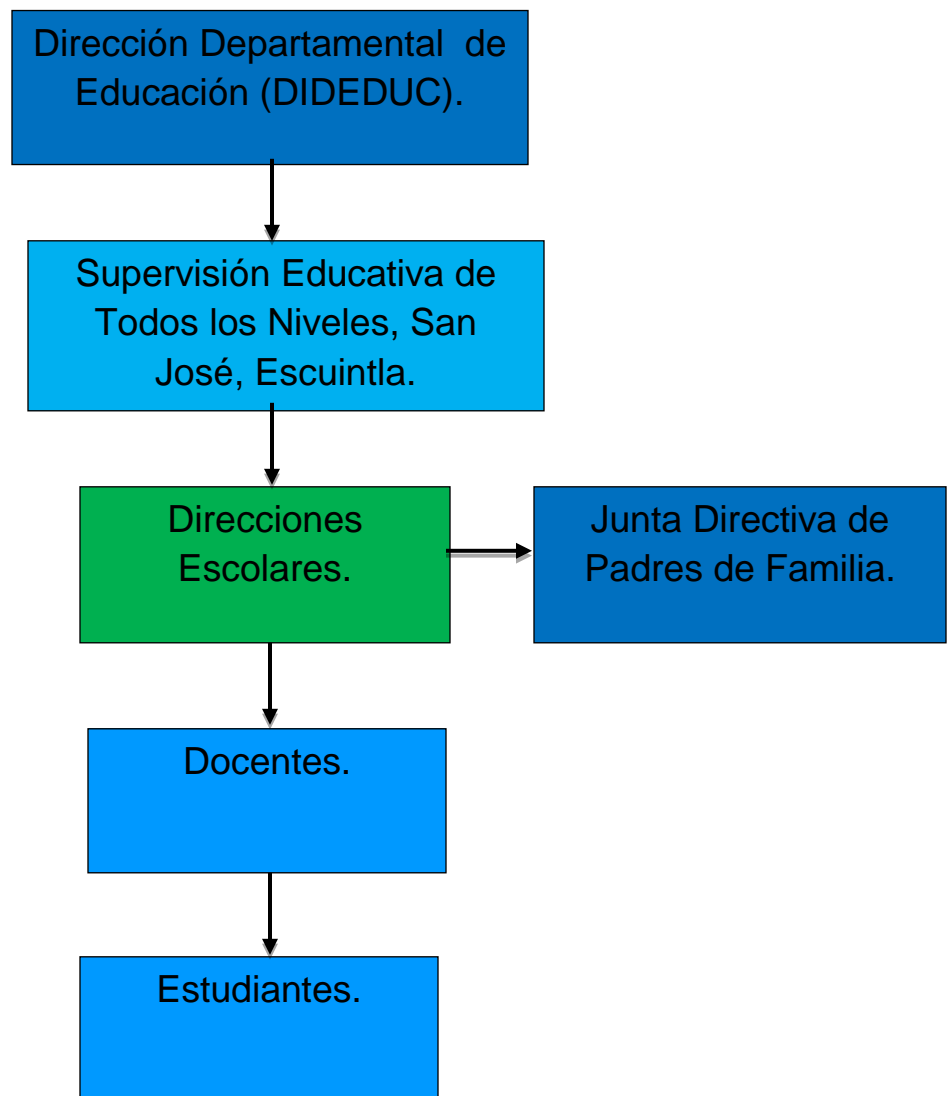 Dirección Departamental  de
Educación (DIDEDUC).
Supervisión Educativa de
Todos los Niveles, San
José, Escuintla.
Direcciones
Escolares.
Junta Directiva de
Padres de Familia.
Docentes.
Estudiantes.